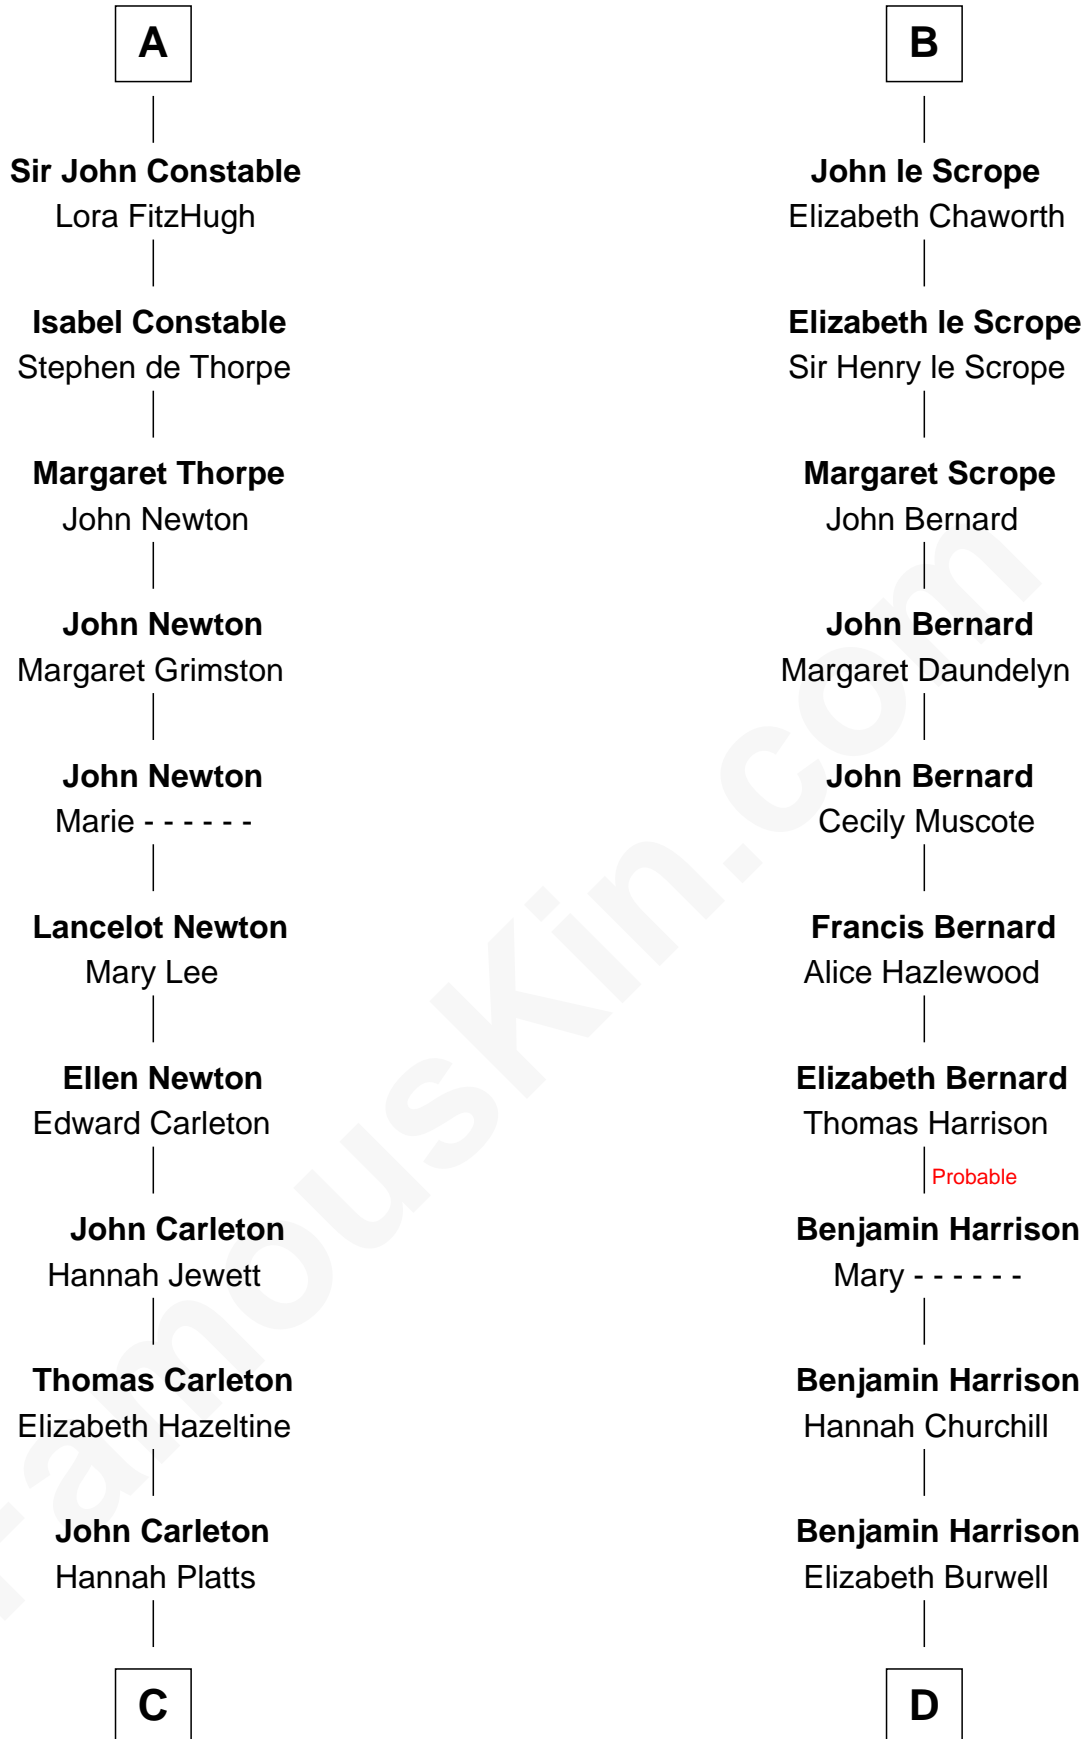 A
Sir John Constable
Lora FitzHugh
Isabel Constable
Stephen de Thorpe
Margaret Thorpe
John Newton
John Newton
Margaret Grimston
John Newton
Marie - - - - - -
Lancelot Newton
Mary Lee
Ellen Newton
Edward Carleton
John Carleton
Hannah Jewett
Thomas Carleton
Elizabeth Hazeltine
John Carleton
Hannah Platts
C
B
John le Scrope
Elizabeth Chaworth
Elizabeth le Scrope
Sir Henry le Scrope
Margaret Scrope
John Bernard
John Bernard
Margaret Daundelyn
John Bernard
Cecily Muscote
Francis Bernard
Alice Hazlewood
Elizabeth Bernard
Thomas Harrison
Probable
Benjamin Harrison
Mary - - - - - -
Benjamin Harrison
Hannah Churchill
Benjamin Harrison
Elizabeth Burwell
D
FamousKin.com